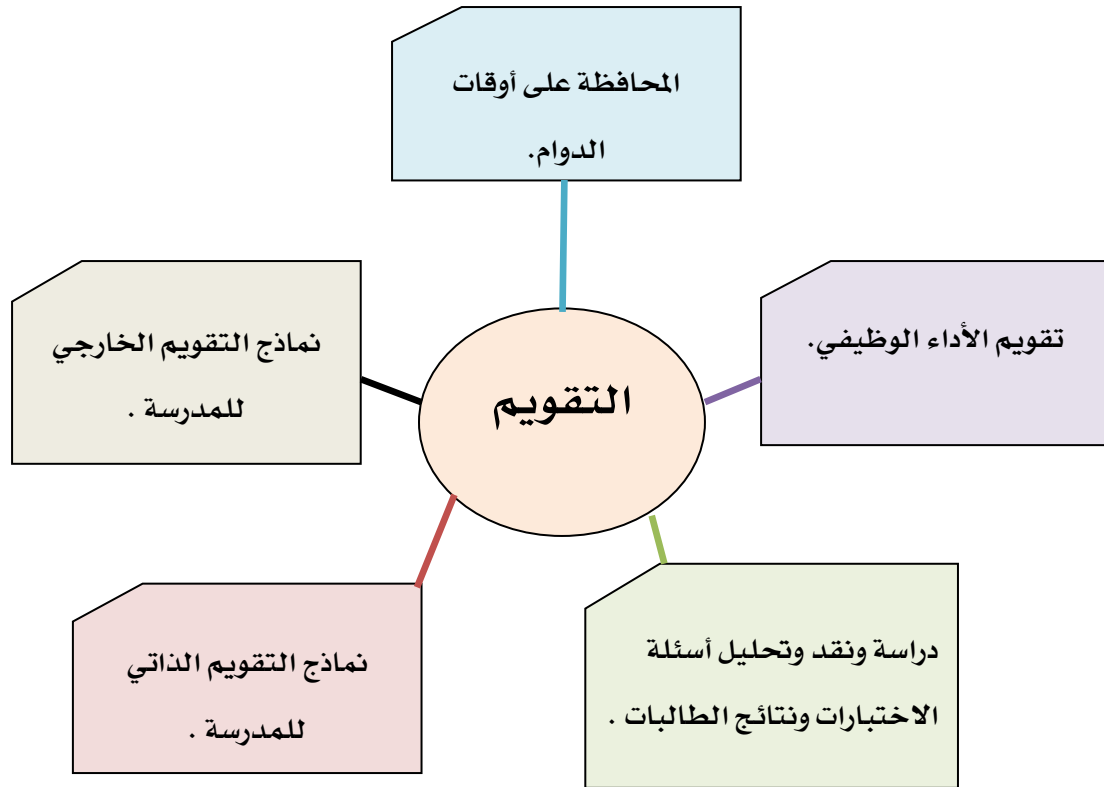 المحافظة على أوقات
الدوام.
تقويم الأداء الوظيفي.
نماذج التقويم الخارجي
للمدرسة .
التقويم
دراسة ونقد وتحليل أسئلة
الاختبارات ونتائج الطالبات .
نماذج التقويم الذاتي
للمدرسة .